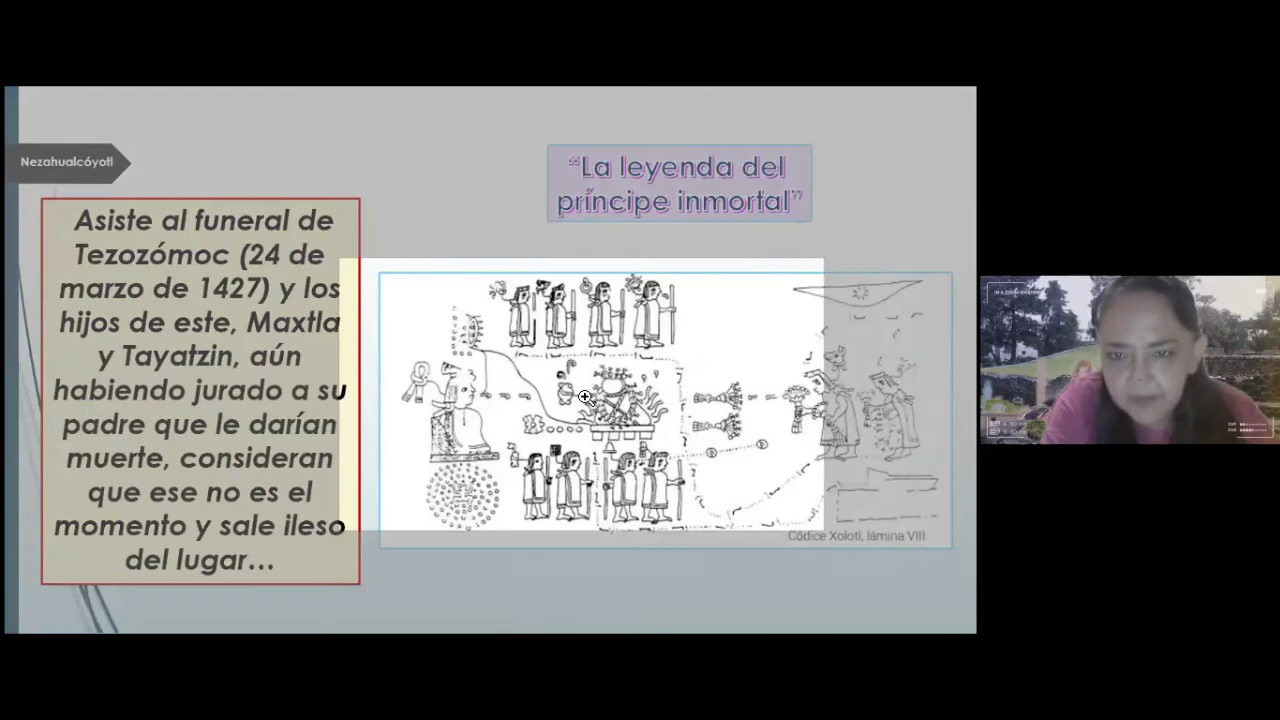 Nezahualcóyotl
“La leyenda del
príncipe inmortal”
Asiste al funeral de
Tezozómoc (24 de
marzo de 1427) y los
hijos de este, Maxtla
y Tayatzin, aún
habiendo jurado a su
padre que le darían
muerte, consideran
que ese no es el
momento y sale ileso
del lugar...
Códice Xolotl, lámina VIII